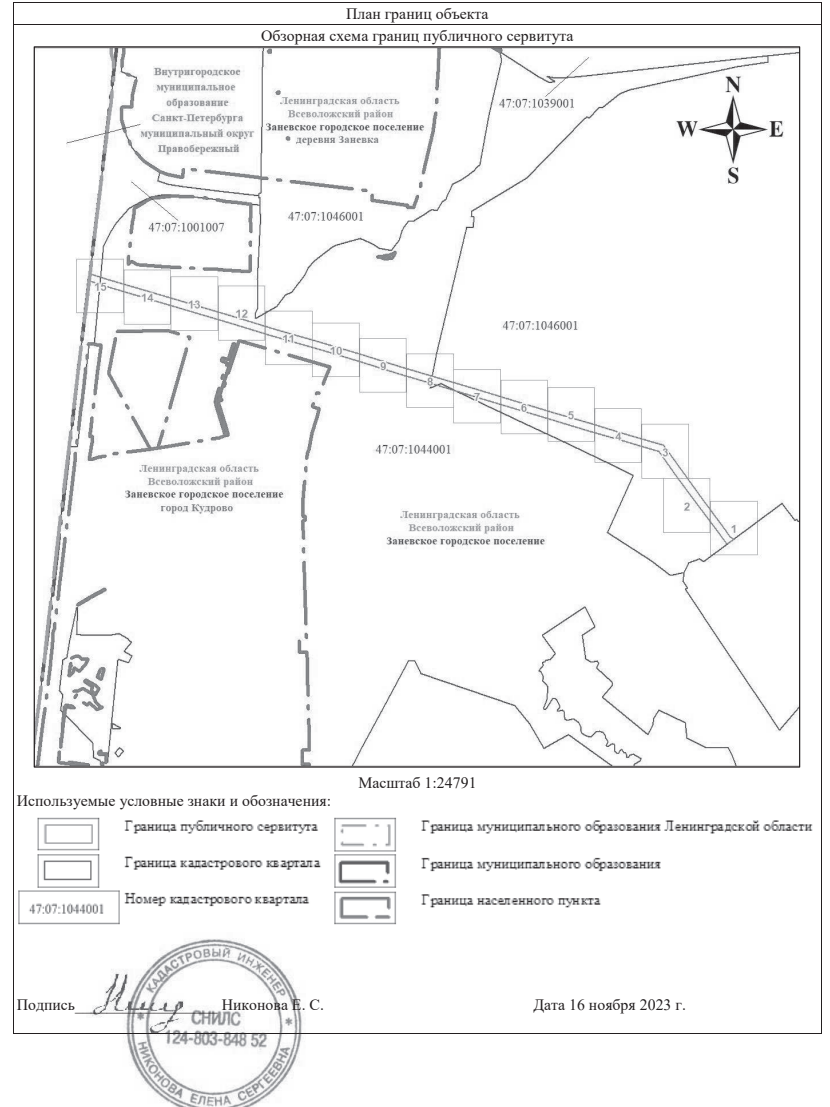 План границ объекта
Обзорная схема границ публичного сервитута
Внутригородское
муниципальное
образование
Санкт-Петербурга
муниципальный округ
Правобережный
Ленинградская область
Всеволожский район
Заневское городское поселение
деревня Заневка
47:07:1039001
N
W
E
S
47:07:1001007
47:07:1046001
47:07:1046001
15
14
13
12
11
10
9
8
7
6
5
4
3
2
1
47:07:1044001
Ленинградская область
Всеволожский район
Заневское городское поселение
город Кудрово
Ленинградская область
Всеволожский район
Заневское городское поселение
Масштаб 1:24791
Используемые условные знаки и обозначения:
Граница публичного сервитута
Граница муниципального образования Ленинградской области
Граница кадастрового квартала
Граница муниципального образования
47:07:1044001
Номер кадастрового квартала
Граница населенного пункта
Подпись
Никонова Е. С.
Дата 16 ноября 2023 г.
КАДАСТРОВЫЙ ИНЖЕНЕР
СНИЛС
124-803-848 52
НИКОНОВА ЕЛЕНА СЕРГЕЕВНА